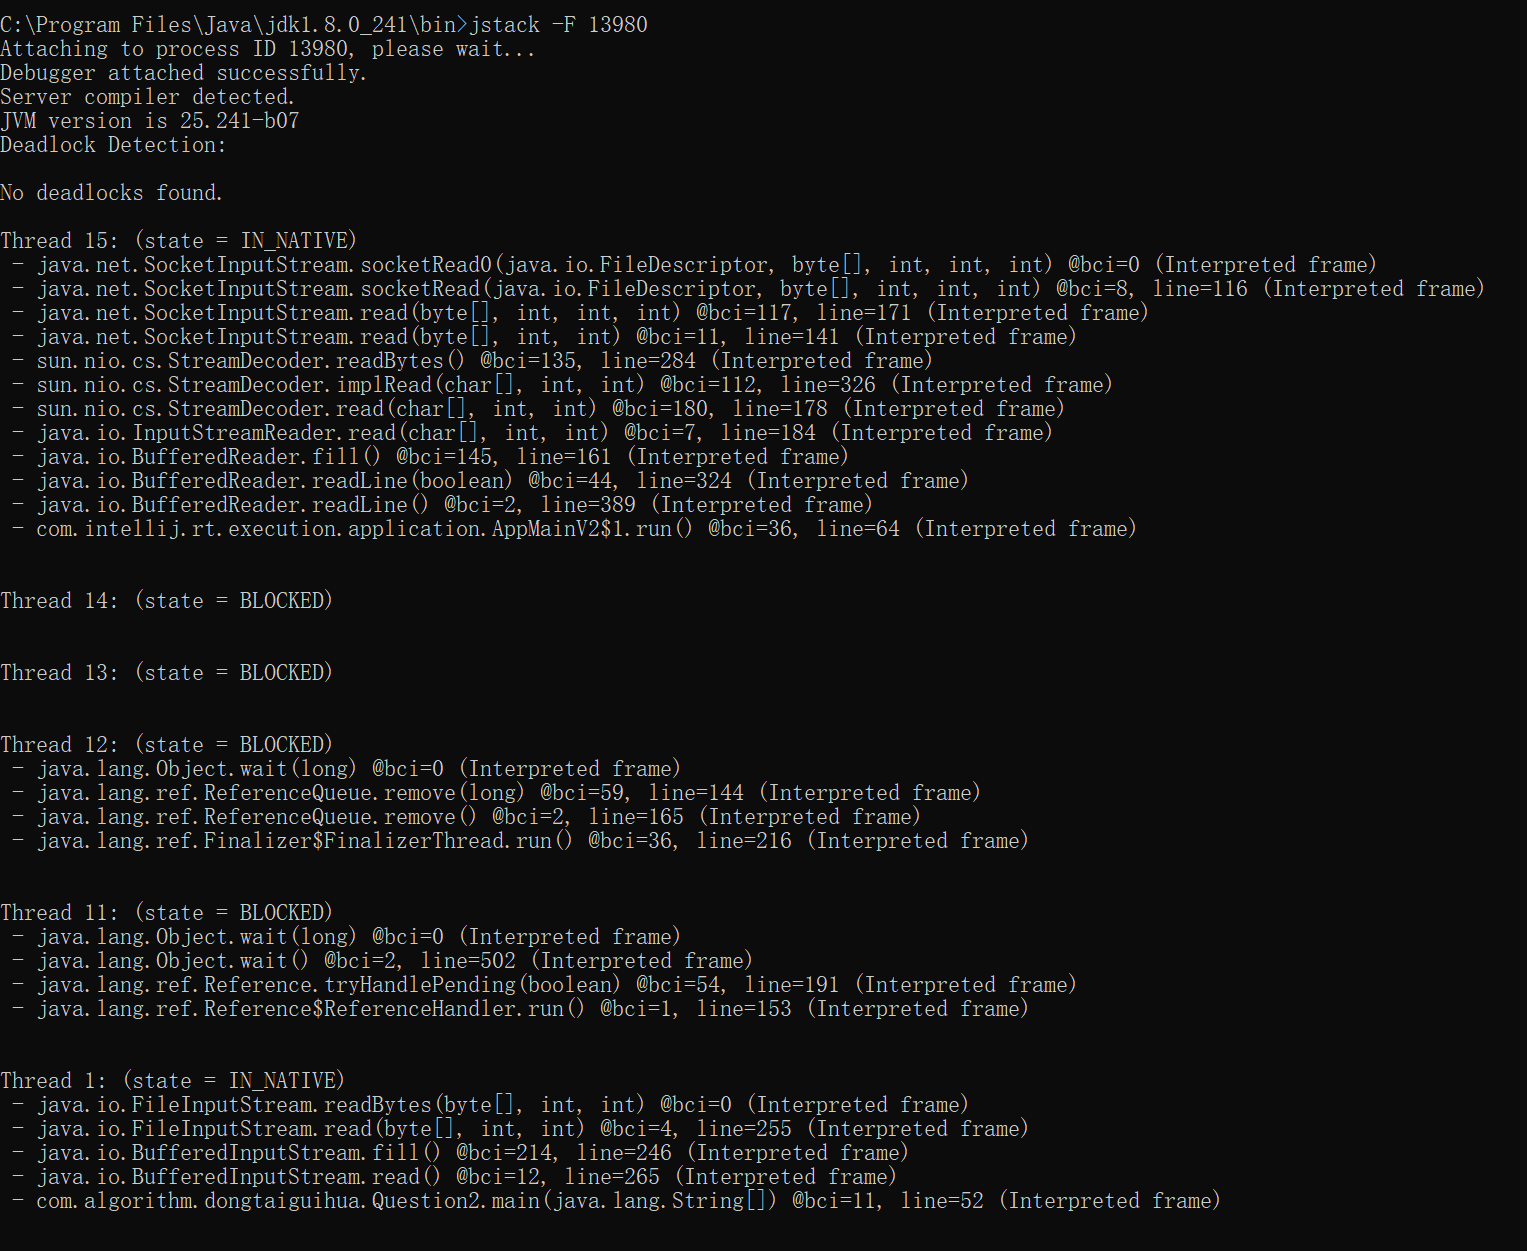 C:\Program Files\Java\jdk1.8.0_241\bin>jstack -F 13980
Attaching to process ID 13980, please wait...
Debugger attached successfully.
Server compiler detected.
JVM version is 25.241-b07
Deadlock Detection:
No deadlocks found.
Thread 15: (state = IN_NATIVE)
- java.net.SocketInputStream.socketRead0(java.io.FileDescriptor, byte[], int, int, int) @bci=0 (Interpreted frame)
- java.net.SocketInputStream.socketRead(java.io.FileDescriptor, byte[], int, int, int) @bci=8, line=116 (Interpreted frame)
- java.net.SocketInputStream.read(byte[], int, int, int) @bci=117, line=171 (Interpreted frame)
- java.net.SocketInputStream.read(byte[], int, int) @bci=11, line=141 (Interpreted frame)
- sun.nio.cs.StreamDecoder.readBytes() @bci=135, line=284 (Interpreted frame)
- sun.nio.cs.StreamDecoder.implRead(char[], int, int) @bci=112, line=326 (Interpreted frame)
- sun.nio.cs.StreamDecoder.read(char[], int, int) @bci=180, line=178 (Interpreted frame)
- java.io.InputStreamReader.read(char[], int, int) @bci=7, line=184 (Interpreted frame)
- java.io.BufferedReader.fill() @bci=145, line=161 (Interpreted frame)
- java.io.BufferedReader.readLine(boolean) @bci=44, line=324 (Interpreted frame)
- java.io.BufferedReader.readLine() @bci=2, line=389 (Interpreted frame)
- com.intellij.rt.execution.application.AppMainV2$1.run() @bci=36, line=64 (Interpreted frame)
Thread 14: (state = BLOCKED)
Thread 13: (state = BLOCKED)
Thread 12: (state = BLOCKED)
- java.lang.Object.wait(long) @bci=0 (Interpreted frame)
- java.lang.ref.ReferenceQueue.remove(long) @bci=59, line=144 (Interpreted frame)
- java.lang.ref.ReferenceQueue.remove() @bci=2, line=165 (Interpreted frame)
- java.lang.ref.Finalizer$FinalizerThread.run() @bci=36, line=216 (Interpreted frame)
Thread 11: (state = BLOCKED)
- java.lang.Object.wait(long) @bci=0 (Interpreted frame)
- java.lang.Object.wait() @bci=2, line=502 (Interpreted frame)
- java.lang.ref.Reference.tryHandlePending(boolean) @bci=54, line=191 (Interpreted frame)
- java.lang.ref.Reference$ReferenceHandler.run() @bci=1, line=153 (Interpreted frame)
Thread 1: (state = IN_NATIVE)
- java.io.FileInputStream.readBytes(byte[], int, int) @bci=0 (Interpreted frame)
- java.io.FileInputStream.read(byte[], int, int) @bci=4, line=255 (Interpreted frame)
- java.io.BufferedInputStream.fill() @bci=214, line=246 (Interpreted frame)
- java.io.BufferedInputStream.read() @bci=12, line=265 (Interpreted frame)
- com.algorithm.dongtaiguihua.Question2.main(java.lang.String[]) @bci=11, line=52 (Interpreted frame)